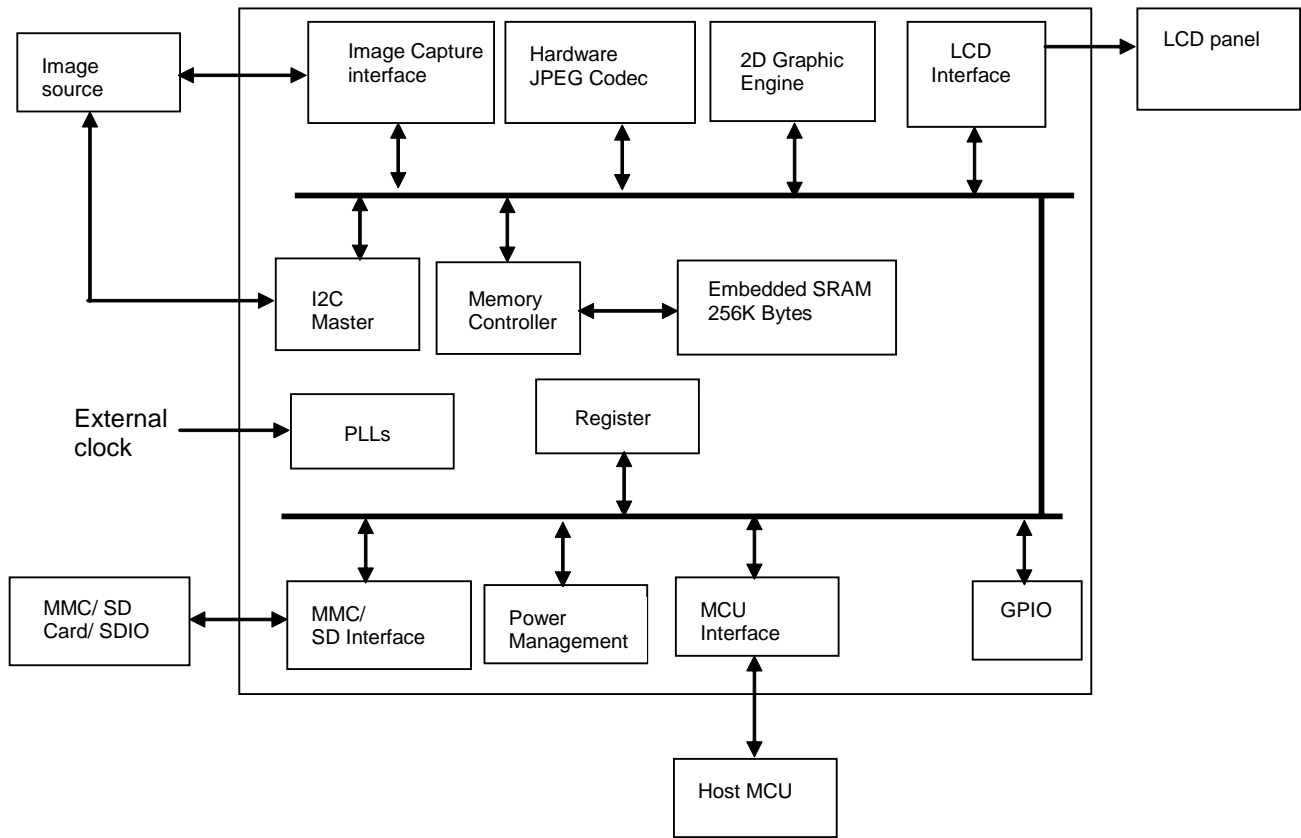 Image
source
Image Capture
interface
Hardware
JPEG Codec
2D Graphic
Engine
LCD
Interface
LCD panel
I2C
Master
Memory
Controller
Embedded SRAM
256K Bytes
External
clock
PLLs
Register
MMC/ SD
Card/ SDIO
MMC/
SD Interface
Power
Management
MCU
Interface
GPIO
Host MCU